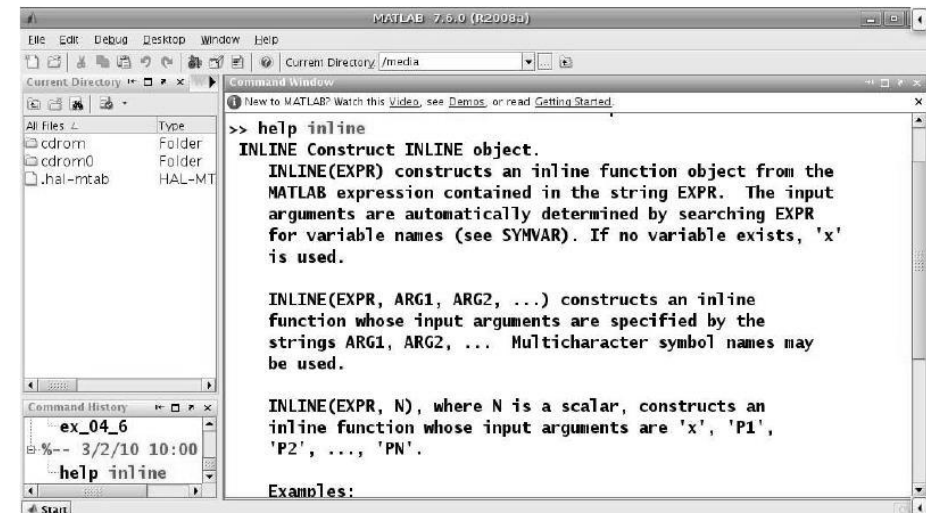 MATLAB 7.6.0 (R2008a)
File Edit Debug Desktop Window Help
Current Directory /media
Current Directory
Command Window
New to MATLAB? Watch this Video, see Demos, or read Getting Started.
All Files Type
cdrom Folder
cdrom0 Folder
.hal-mtab HAL-MT
>> help inline
INLINE Construct INLINE object.
INLINE(EXPR) constructs an inline function object from the
MATLAB expression contained in the string EXPR. The input
arguments are automatically determined by searching EXPR
for variable names (see SYMVAR). If no variable exists, 'x'
is used.
INLINE(EXPR, ARG1, ARG2, ...) constructs an inline
function whose input arguments are specified by the
strings ARG1, ARG2, ... Multicharacter symbol names may
be used.
INLINE(EXPR, N), where N is a scalar, constructs an
inline function whose input arguments are 'x', 'P1',
'P2', ..., 'PN'.
Examples:
Command History
ex_04_6
%-- 3/2/10 10:00
help inline
Start